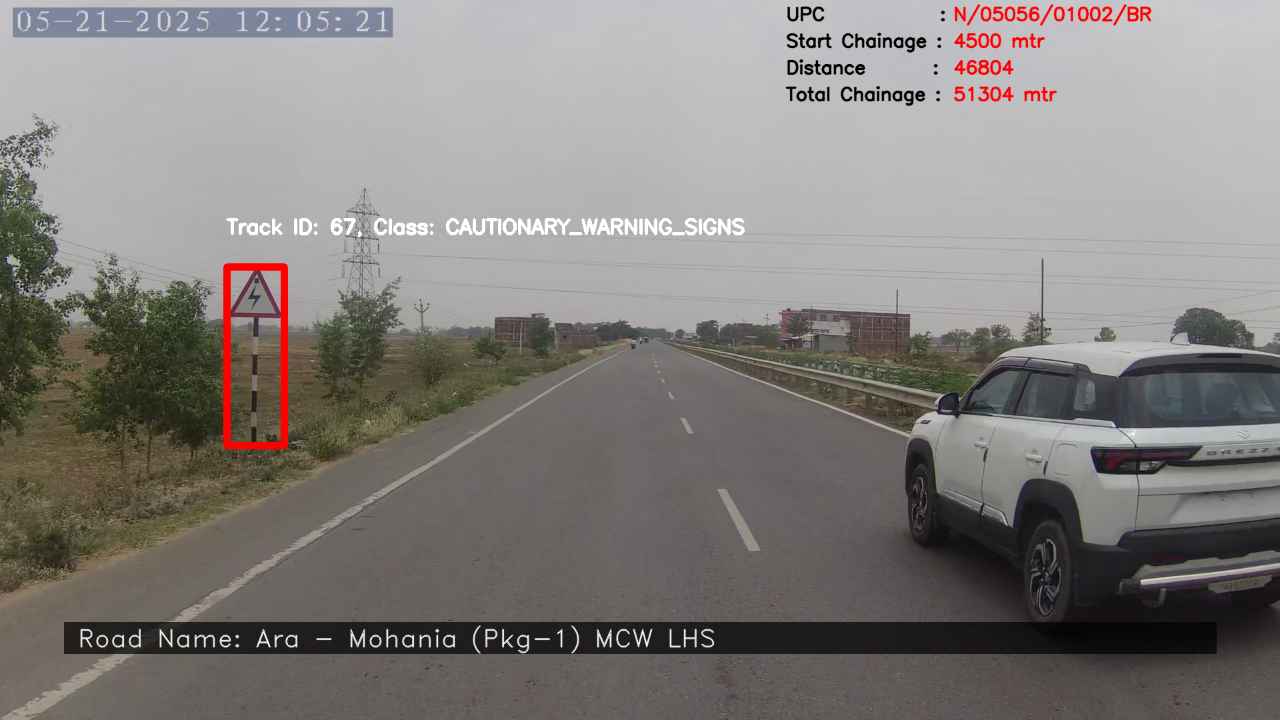 05-21-2025 12:05:21
UPC : N/05056/01002/BR
Start Chainage : 4500 mtr
Distance : 46804
Total Chainage : 51304 mtr
Track ID: 67, Class: CAUTIONARY_WARNING_SIGNS
BREZZA
Road Name: Ara - Mohania (Pkg-1) MCW LHS